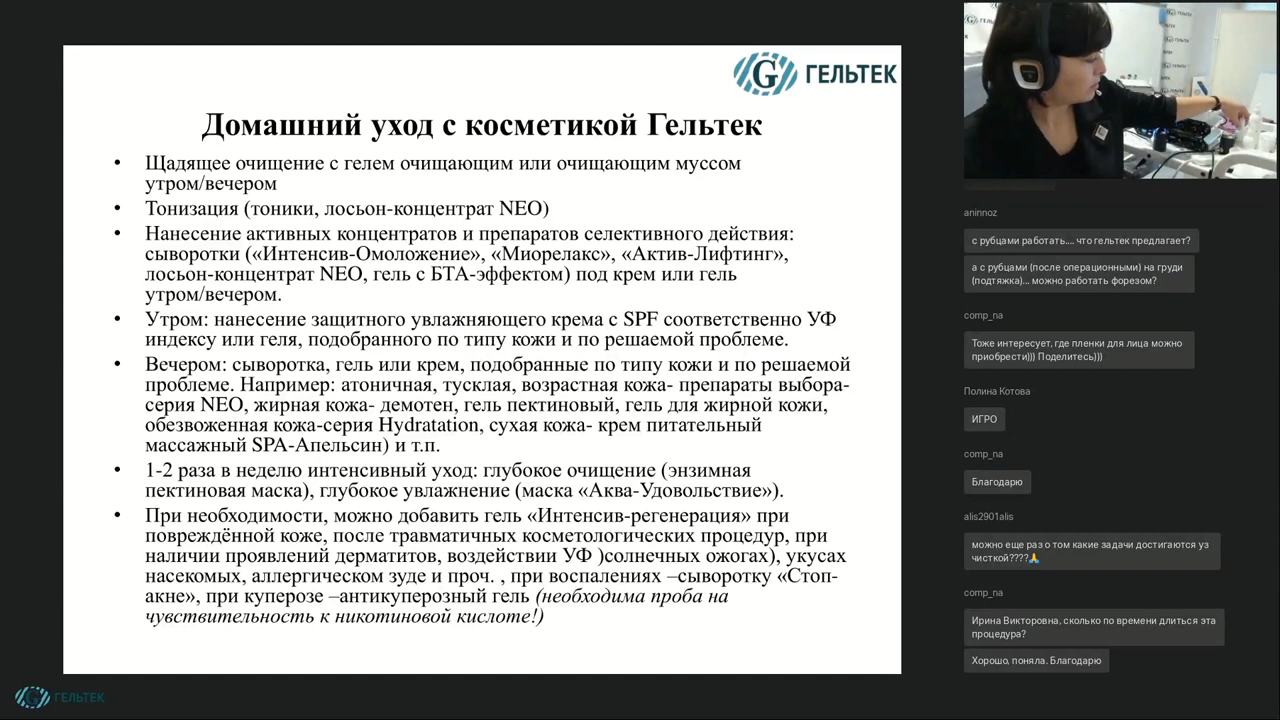 ГЕЛЬТЕК
Домашний уход с косметикой Гельтек
• Щадящее очищение с гелем очищающим или очищающим муссом
утром/вечером
• Тонизация (тоники, лосьон-концентрат NEO)
• Нанесение активных концентратов и препаратов селективного действия:
сыворотки («Интенсив-Омоложение», «Миорелакс», «Актив-Лифтинг»,
лосьон-концентрат NEO, гель с БТА-эффектом) под крем или гель
утром/вечером.
• Утром: нанесение защитного увлажняющего крема с SPF соответственно УФ
индексу или геля, подобранного по типу кожи и по решаемой проблеме.
• Вечером: сыворотка, гель или крем, подобранные по типу кожи и по решаемой
проблеме. Например: атоничная, тусклая, возрастная кожа- препараты выбора-
серия NEO, жирная кожа- демотен, гель пектиновый, гель для жирной кожи,
обезвоженная кожа-серия Hydratation, сухая кожа- крем питательный
массажный SPA-Апельсин) и т.п.
• 1-2 раза в неделю интенсивный уход: глубокое очищение (энзимная
пектиновая маска), глубокое увлажнение (маска «Аква-Удовольствие»).
• При необходимости, можно добавить гель «Интенсив-регенерация» при
повреждённой коже, после травматичных косметологических процедур, при
наличии проявлений дерматитов, воздействии УФ )солнечных ожогах), укусах
насекомых, аллергическом зуде и проч. , при воспалениях –сыворотку «Стоп-
акне», при куперозе –антикуперозный гель (необходима проба на
чувствительность к никотиновой кислоте!)
ГЕЛЬТЕК
aninnoz
с рубцами работать.... что гельтек предлагает?
а с рубцами (после операционными) на груди
(подтяжка)... можно работать форезом?
comp_na
Тоже интересует, где пленки для лица можно
приобрести))) Поделитесь)))
Полина Котова
ИГРО
comp_na
Благодарю
alis2901alis
можно еще раз о том какие задачи достигаются уз
чисткой????🙏
comp_na
Ирина Викторовна, сколько по времени длиться эта
процедура?
Хорошо, поняла. Благодарю